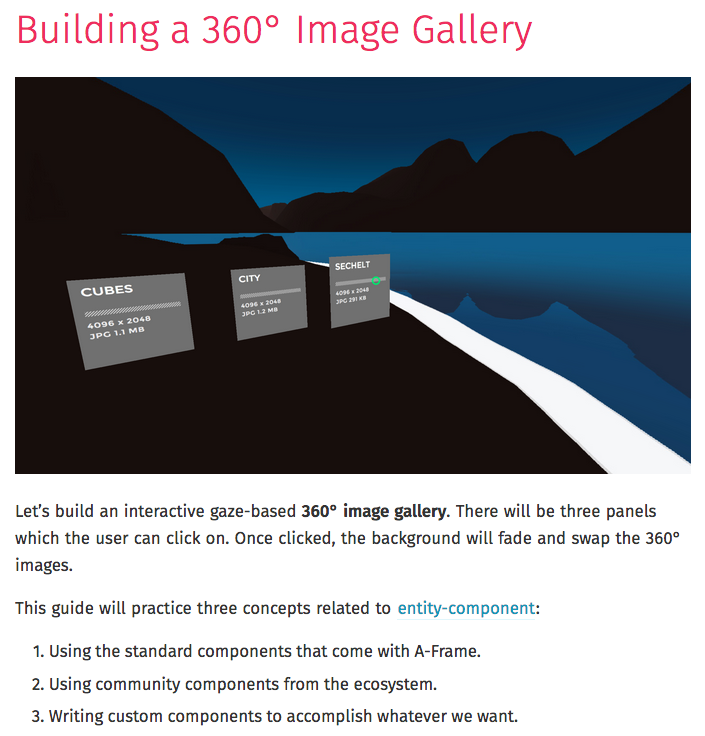 Building a 360° Image Gallery
CUBES
4096 x 2048
JPG 1.1 MB
CITY
4096 x 2048
JPG 1.2 MB
SECHELT
4096 x 2048
JPG 291 KB
Let’s build an interactive gaze-based 360° image gallery. There will be three panels
which the user can click on. Once clicked, the background will fade and swap the 360°
images.
This guide will practice three concepts related to entity-component:
1. Using the standard components that come with A-Frame.
2. Using community components from the ecosystem.
3. Writing custom components to accomplish whatever we want.